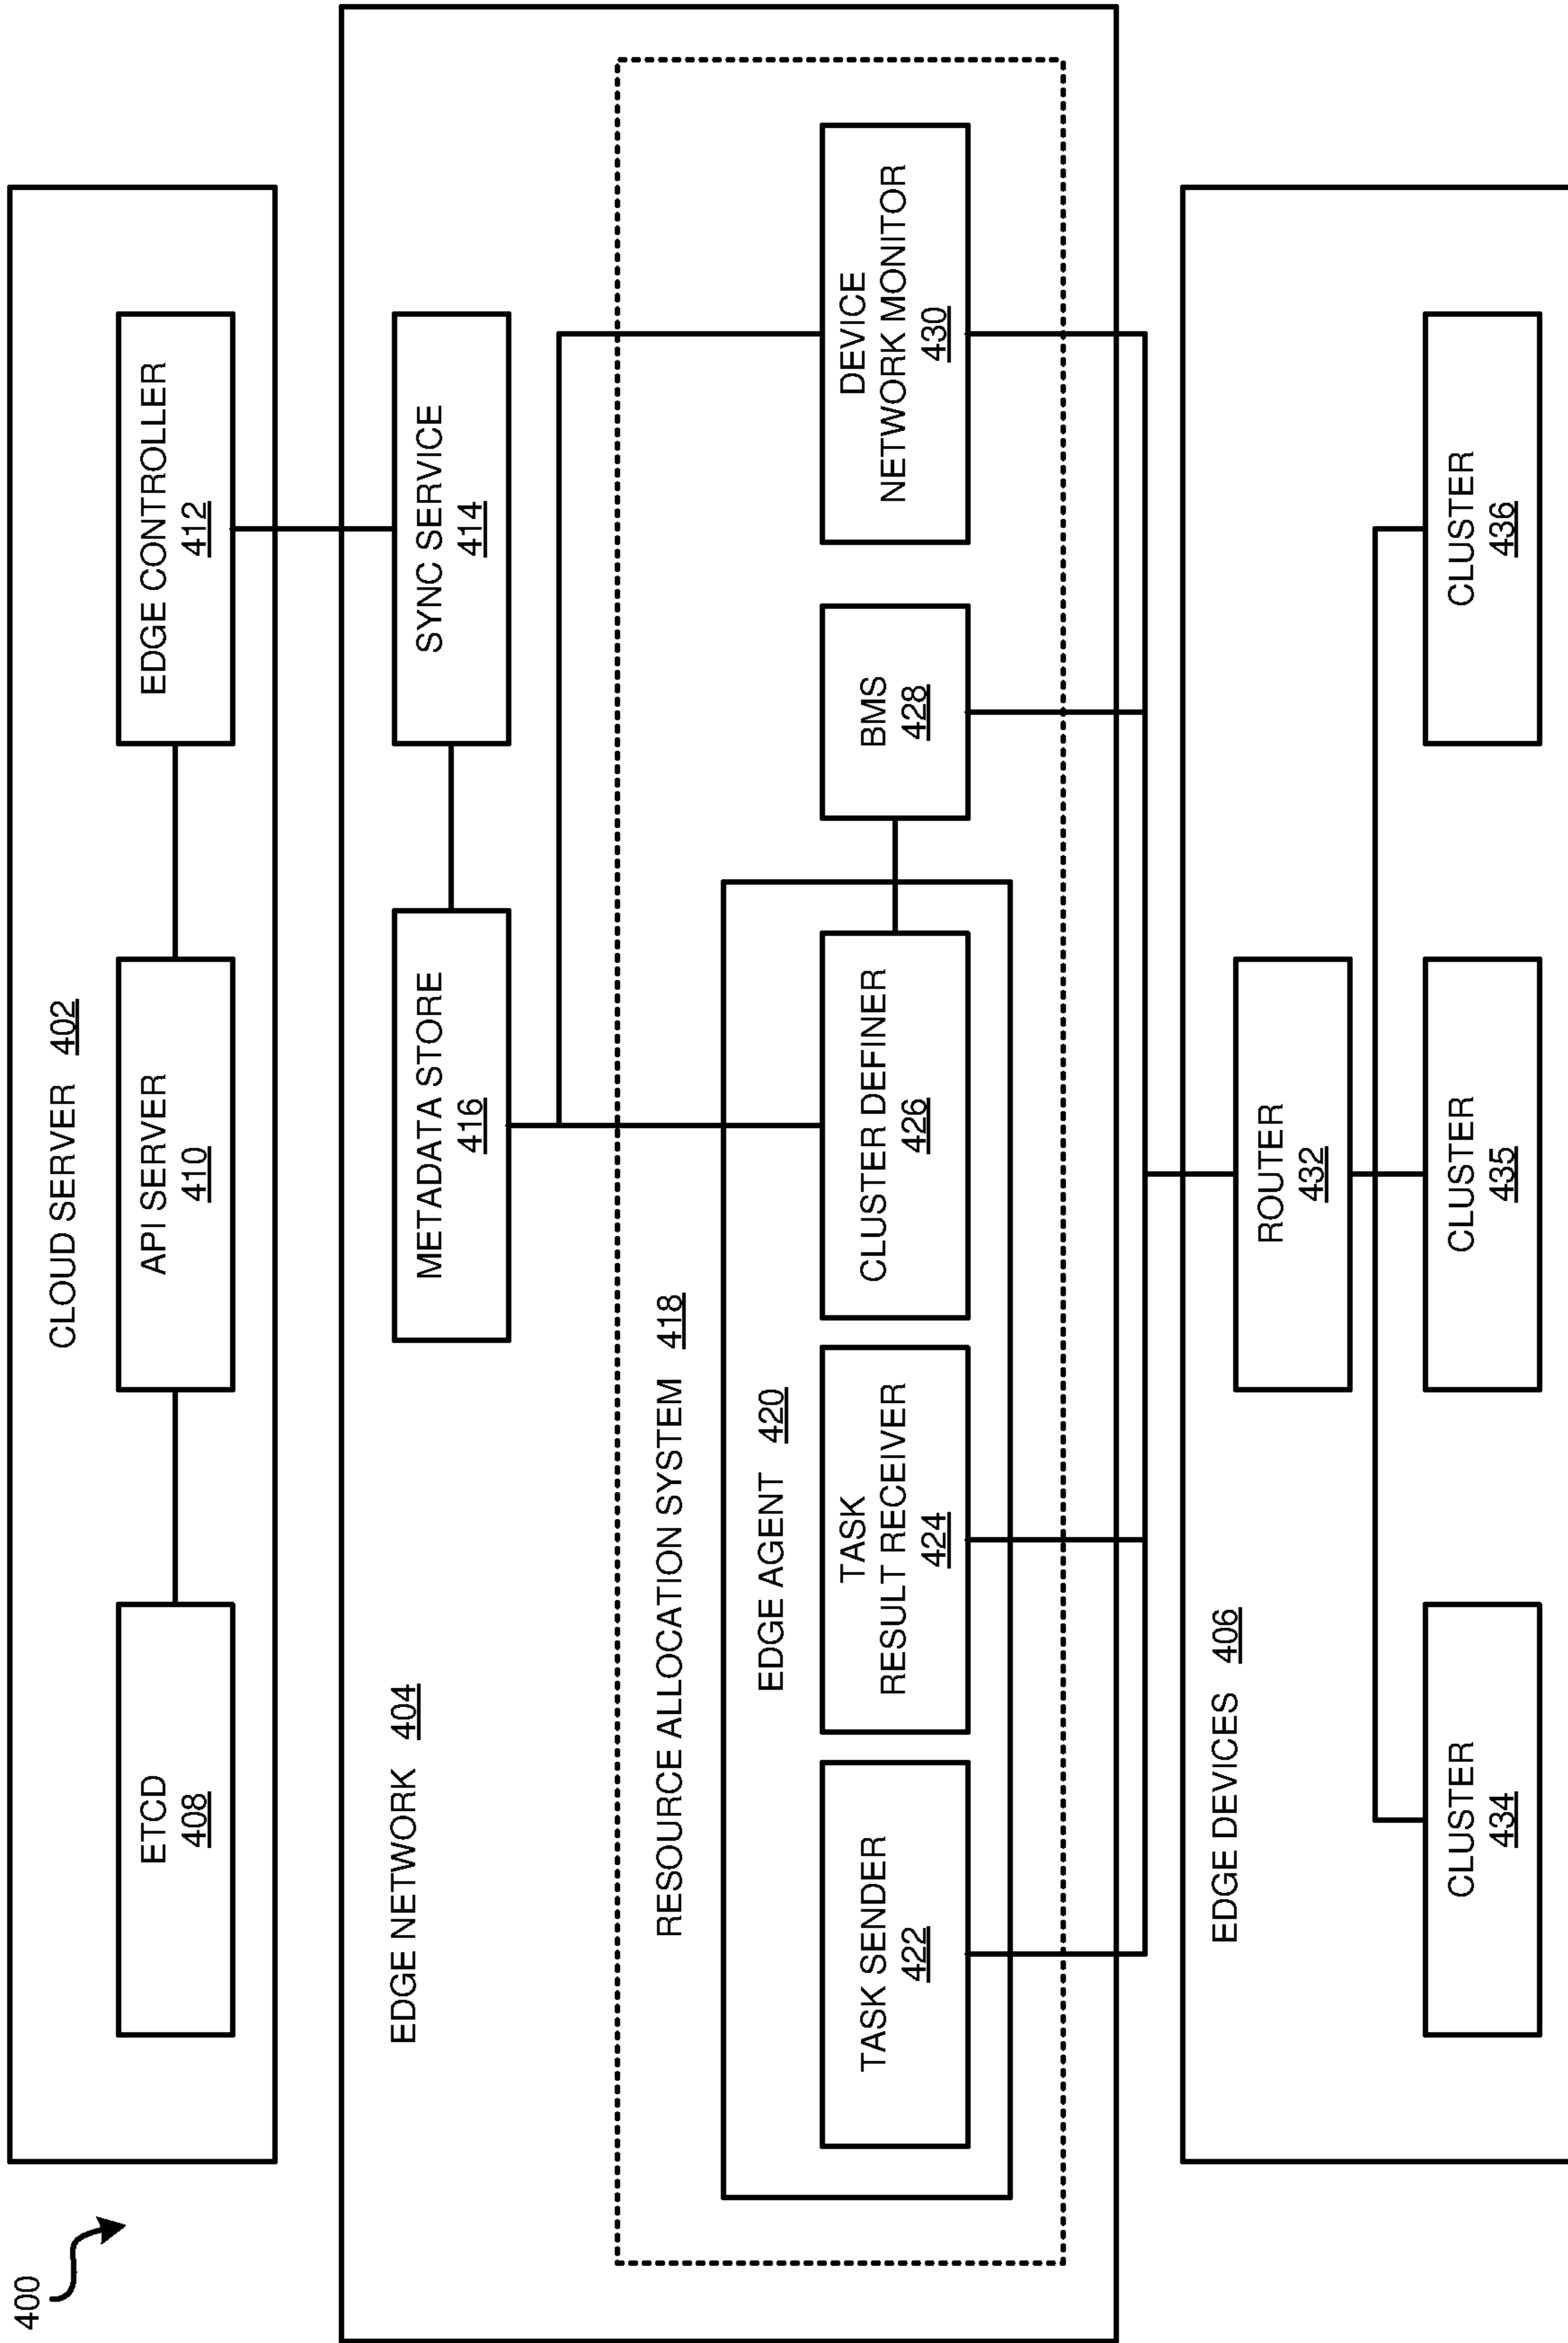 400
CLOUD SERVER 402
ETCD
408
API SERVER
410
EDGE CONTROLLER
412
EDGE NETWORK 404
METADATA STORE
416
SYNC SERVICE
414
RESOURCE ALLOCATION SYSTEM 418
EDGE AGENT 420
TASK SENDER
422
TASK
RESULT RECEIVER
424
CLUSTER DEFINER
426
BMS
428
DEVICE
NETWORK MONITOR
430
EDGE DEVICES 406
ROUTER
432
CLUSTER
434
CLUSTER
435
CLUSTER
436